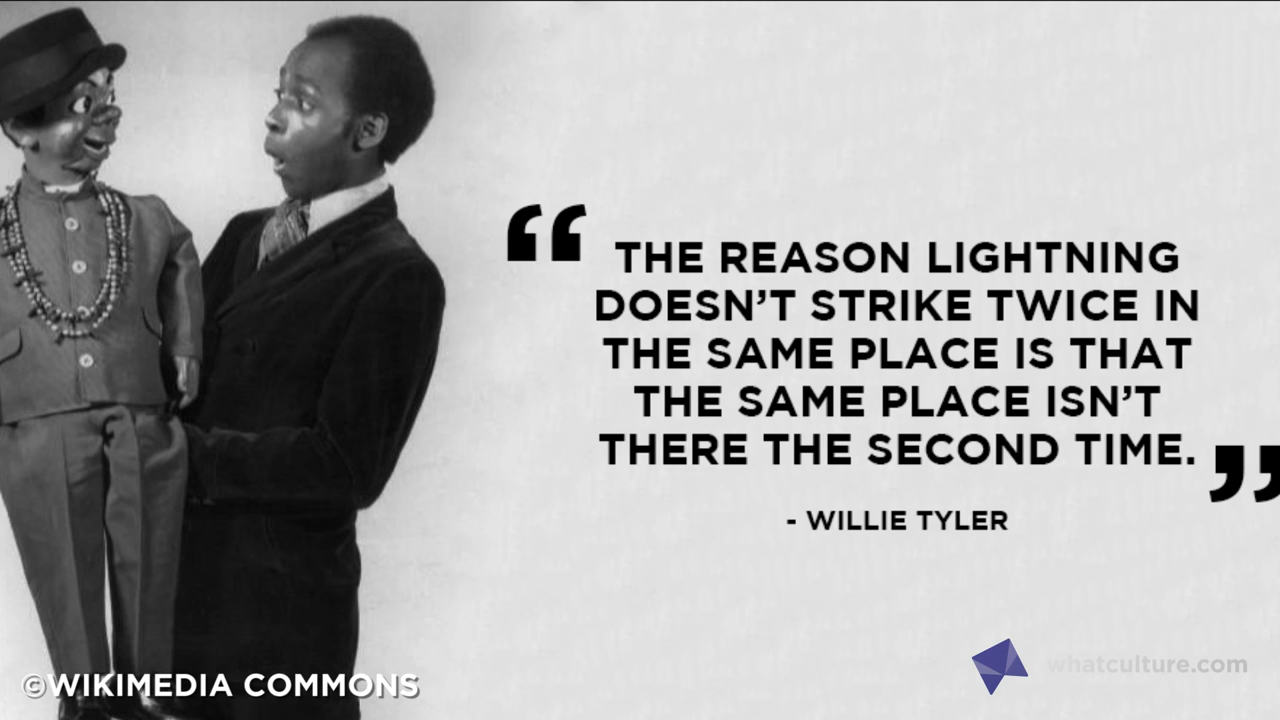 “THE REASON LIGHTNING
DOESN’T STRIKE TWICE IN
THE SAME PLACE IS THAT
THE SAME PLACE ISN’T
THERE THE SECOND TIME.”
- WILLIE TYLER
©WIKIMEDIA COMMONS
whatculture.com